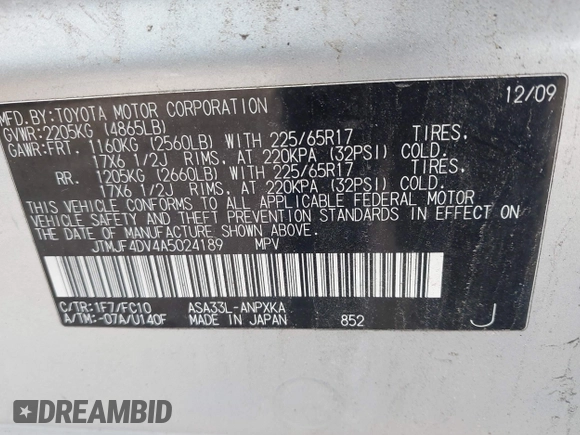 MFD.BY:TOYOTA MOTOR CORPORATION 12/09
GVWR:2205KG (4865LB)
GAWR:FRT. 1160KG (2560LB) WITH 225/65R17 TIRES,
17X6 1/2J RIMS, AT 220KPA (32PSI) COLD.
RR. 1205KG (2660LB) WITH 225/65R17 TIRES,
17X6 1/2J RIMS, AT 220KPA (32PSI) COLD.
THIS VEHICLE CONFORMS TO ALL APPLICABLE FEDERAL MOTOR
VEHICLE SAFETY AND THEFT PREVENTION STANDARDS IN EFFECT ON
THE DATE OF MANUFACTURE SHOWN ABOVE.
JTMJF4DV4A5024189 MPV
C/TR:1F7/FC10 ASA33L-ANPXKA
A/TM:-07A/U140F MADE IN JAPAN 852 J
DREAMBID